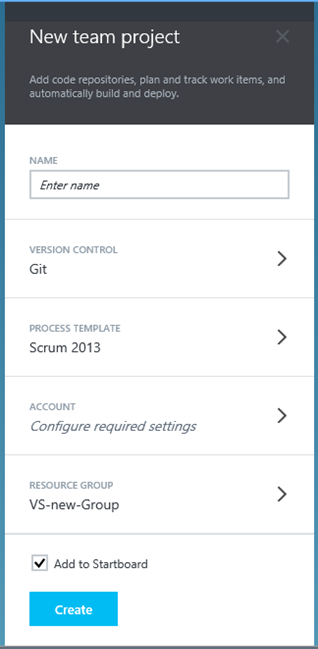 New team project
Add code repositories, plan and track work items, and
automatically build and deploy.
NAME
Enter name
VERSION CONTROL
Git
PROCESS TEMPLATE
Scrum 2013
ACCOUNT
Configure required settings
RESOURCE GROUP
VS-new-Group
Add to Startboard
Create